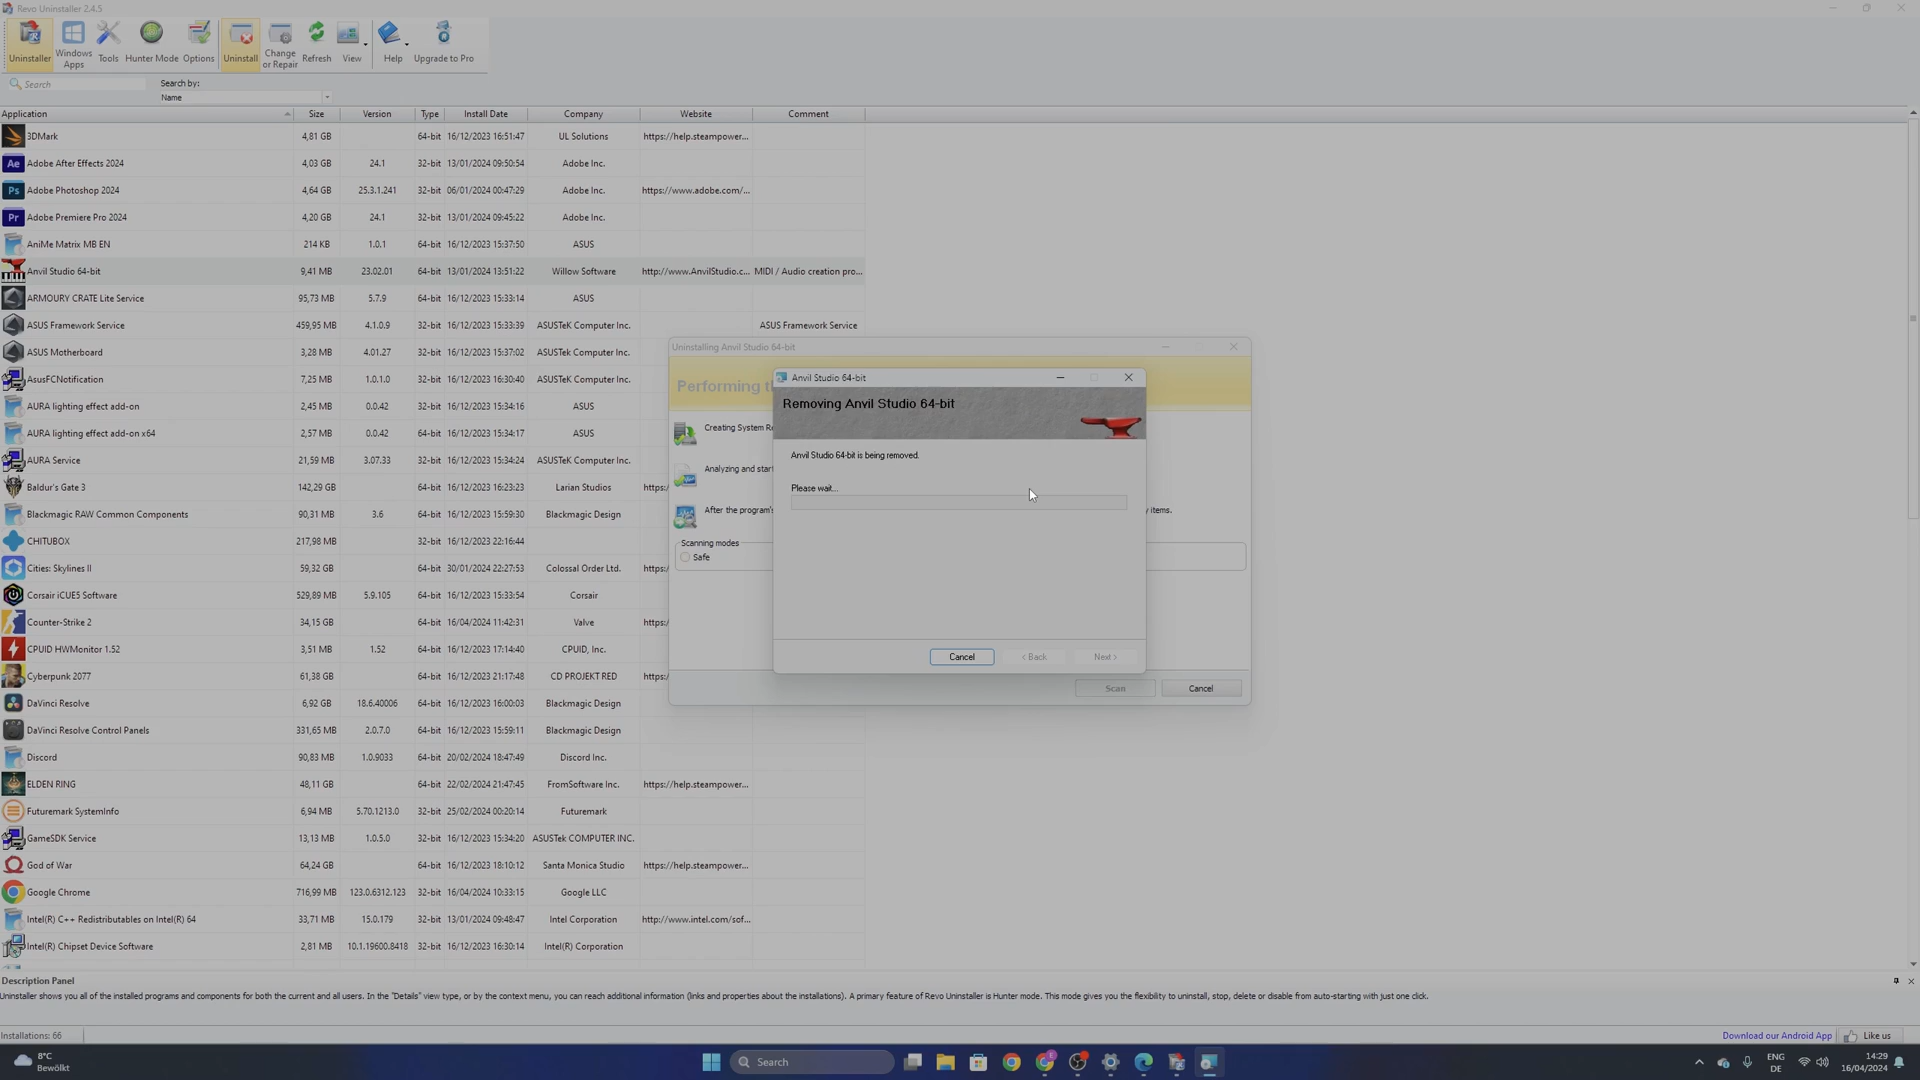 Revo Uninstaller 2.4.5
Uninstaller
Windows Apps
Tools
Hunter Mode
Options
Uninstall
Change or Repair
Refresh
View
Help
Upgrade to Pro
Search
Search by:
Name
Application Size Version Type Install Date Company Website Comment
3DMark 4,81 GB 64-bit 16/12/2023 16:51:47 UL Solutions https://help.steampower...
Ae Adobe After Effects 2024 4,03 GB 24.1 32-bit 13/01/2024 09:50:54 Adobe Inc.
Ps Adobe Photoshop 2024 4,64 GB 25.3.1.241 32-bit 06/01/2024 00:47:29 Adobe Inc. https://www.adobe.com/...
Pr Adobe Premiere Pro 2024 4,20 GB 24.1 32-bit 13/01/2024 09:45:22 Adobe Inc.
AniMe Matrix MB EN 214 KB 1.0.1 64-bit 16/12/2023 15:37:50 ASUS
Anvil Studio 64-bit 9,41 MB 23.02.01 64-bit 13/01/2024 13:51:22 Willow Software http://www.AnvilStudio.c... MIDI / Audio creation pro...
ARMOURY CRATE Lite Service 95,73 MB 5.7.9 64-bit 16/12/2023 15:33:14 ASUS
ASUS Framework Service 459,95 MB 4.1.0.9 32-bit 16/12/2023 15:33:39 ASUSTeK Computer Inc. ASUS Framework Service
ASUS Motherboard 3,28 MB 4.01.27 32-bit 16/12/2023 15:37:02 ASUSTek Computer Inc.
AsusFCNotification 7,25 MB 1.0.1.0 32-bit 16/12/2023 16:30:40 ASUSTek Computer Inc.
AURA lighting effect add-on 2,45 MB 0.0.42 32-bit 16/12/2023 15:34:16 ASUS
AURA lighting effect add-on x64 2,57 MB 0.0.42 32-bit 16/12/2023 15:34:17 ASUS
AURA Service 21,59 MB 3.07.33 32-bit 16/12/2023 15:34:24 ASUSTeK Computer Inc.
Baldur's Gate 3 142,29 GB 64-bit 16/12/2023 16:23:23 Larian Studios https:/
Blackmagic RAW Common Components 90,31 MB 3.6 64-bit 16/12/2023 15:59:30 Blackmagic Design
CHITUBOX 217,98 MB 32-bit 16/12/2023 22:16:44
Cities: Skylines II 59,32 GB 64-bit 30/01/2024 22:27:53 Colossal Order Ltd. https:/
Corsair iCUE5 Software 529,89 MB 5.9.105 64-bit 16/12/2023 15:33:54 Corsair
Counter-Strike 2 34,15 GB 64-bit 16/04/2024 11:42:31 Valve https:/
CPUID HWMonitor 1.52 3,51 MB 1.52 64-bit 16/12/2023 17:14:40 CPUID, Inc.
Cyberpunk 2077 61,38 GB 64-bit 16/12/2023 21:17:48 CD PROJEKT RED https:/
DaVinci Resolve 6,92 GB 18.6.40006 64-bit 16/12/2023 16:00:03 Blackmagic Design
DaVinci Resolve Control Panels 331,65 MB 2.0.7.0 64-bit 16/12/2023 15:59:11 Blackmagic Design
Discord 90,83 MB 1.0.9033 64-bit 20/02/2024 18:47:49 Discord Inc.
ELDEN RING 48,11 GB 64-bit 22/02/2024 21:47:45 FromSoftware Inc. https://help.steampower...
Futuremark SystemInfo 6,94 MB 5.70.1213.0 32-bit 25/02/2024 00:20:14 Futuremark
GameSDK Service 13,13 MB 1.0.5.0 32-bit 16/12/2023 15:34:20 ASUSTek COMPUTER INC.
God of War 64,24 GB 64-bit 16/12/2023 18:10:12 Santa Monica Studio https://help.steampower...
Google Chrome 716,99 MB 123.0.6312.123 32-bit 16/04/2024 10:33:15 Google LLC
Intel(R) C++ Redistributables on Intel(R) 64 33,71 MB 15.0.179 32-bit 13/01/2024 09:48:47 Intel Corporation http://www.intel.com/sof...
Intel(R) Chipset Device Software 2,81 MB 10.1.19600.8418 32-bit 16/12/2023 16:30:14 Intel(R) Corporation
Uninstalling Anvil Studio 64-bit
Performing t
Creating System Re
Analyzing and start
After the program's y items.
Scanning modes
Safe
Scan
Cancel
Anvil Studio 64-bit
Removing Anvil Studio 64-bit
Anvil Studio 64-bit is being removed.
Please wait...
Cancel
< Back
Next >
Description Panel
Uninstaller shows you all of the installed programs and components for both the current and all users. In the "Details" view type, or by the context menu, you can reach additional information (links and properties about the installations). A primary feature of Revo Uninstaller is Hunter mode. This mode gives you the flexibility to uninstall, stop, delete or disable from auto-starting with just one click.
Installations: 66
Download our Android App
Like us
8°C
Bewölkt
Search
ENG
DE
14:29
16/04/2024